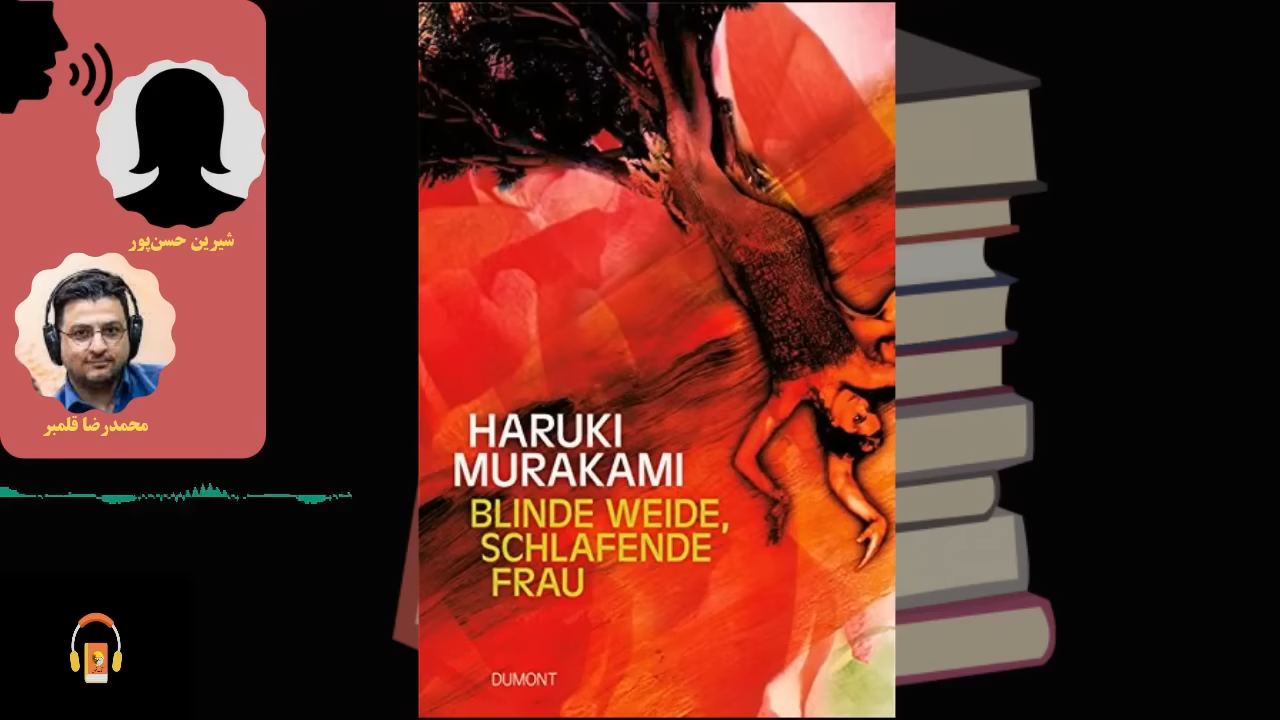 شیرین حسن‌پور
محمدرضا قلمبر
HARUKI
MURAKAMI
BLINDE WEIDE,
SCHLAFENDE
FRAU
DUMONT